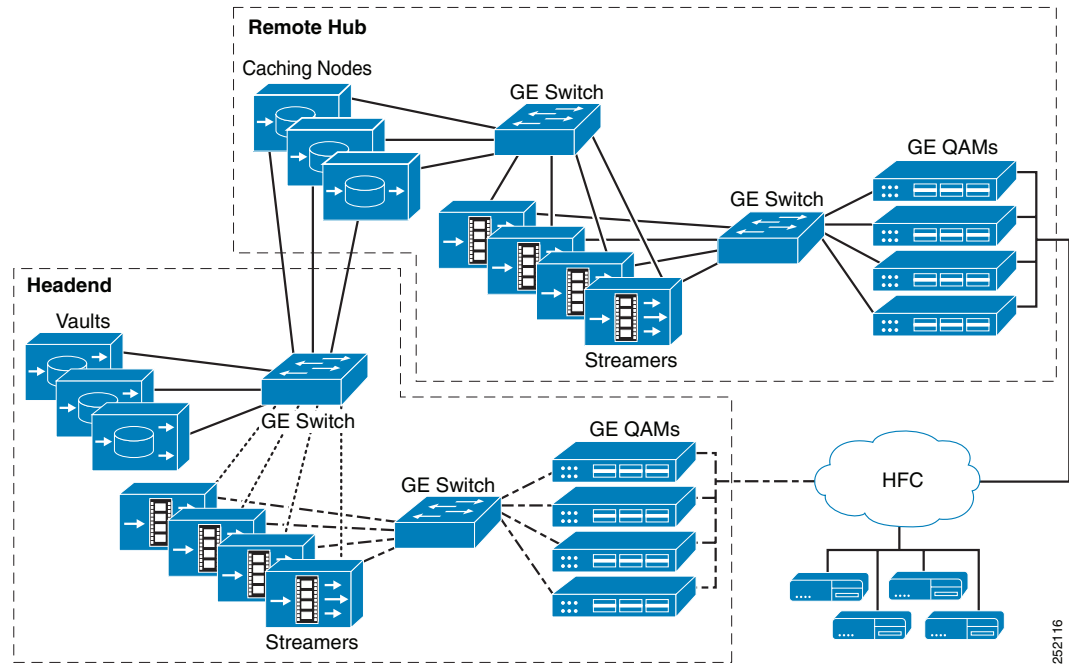 Remote Hub
Caching Nodes
GE Switch
GE QAMs
GE Switch
Streamers
Headend
Vaults
GE Switch
GE QAMs
GE Switch
HFC
Streamers
252116